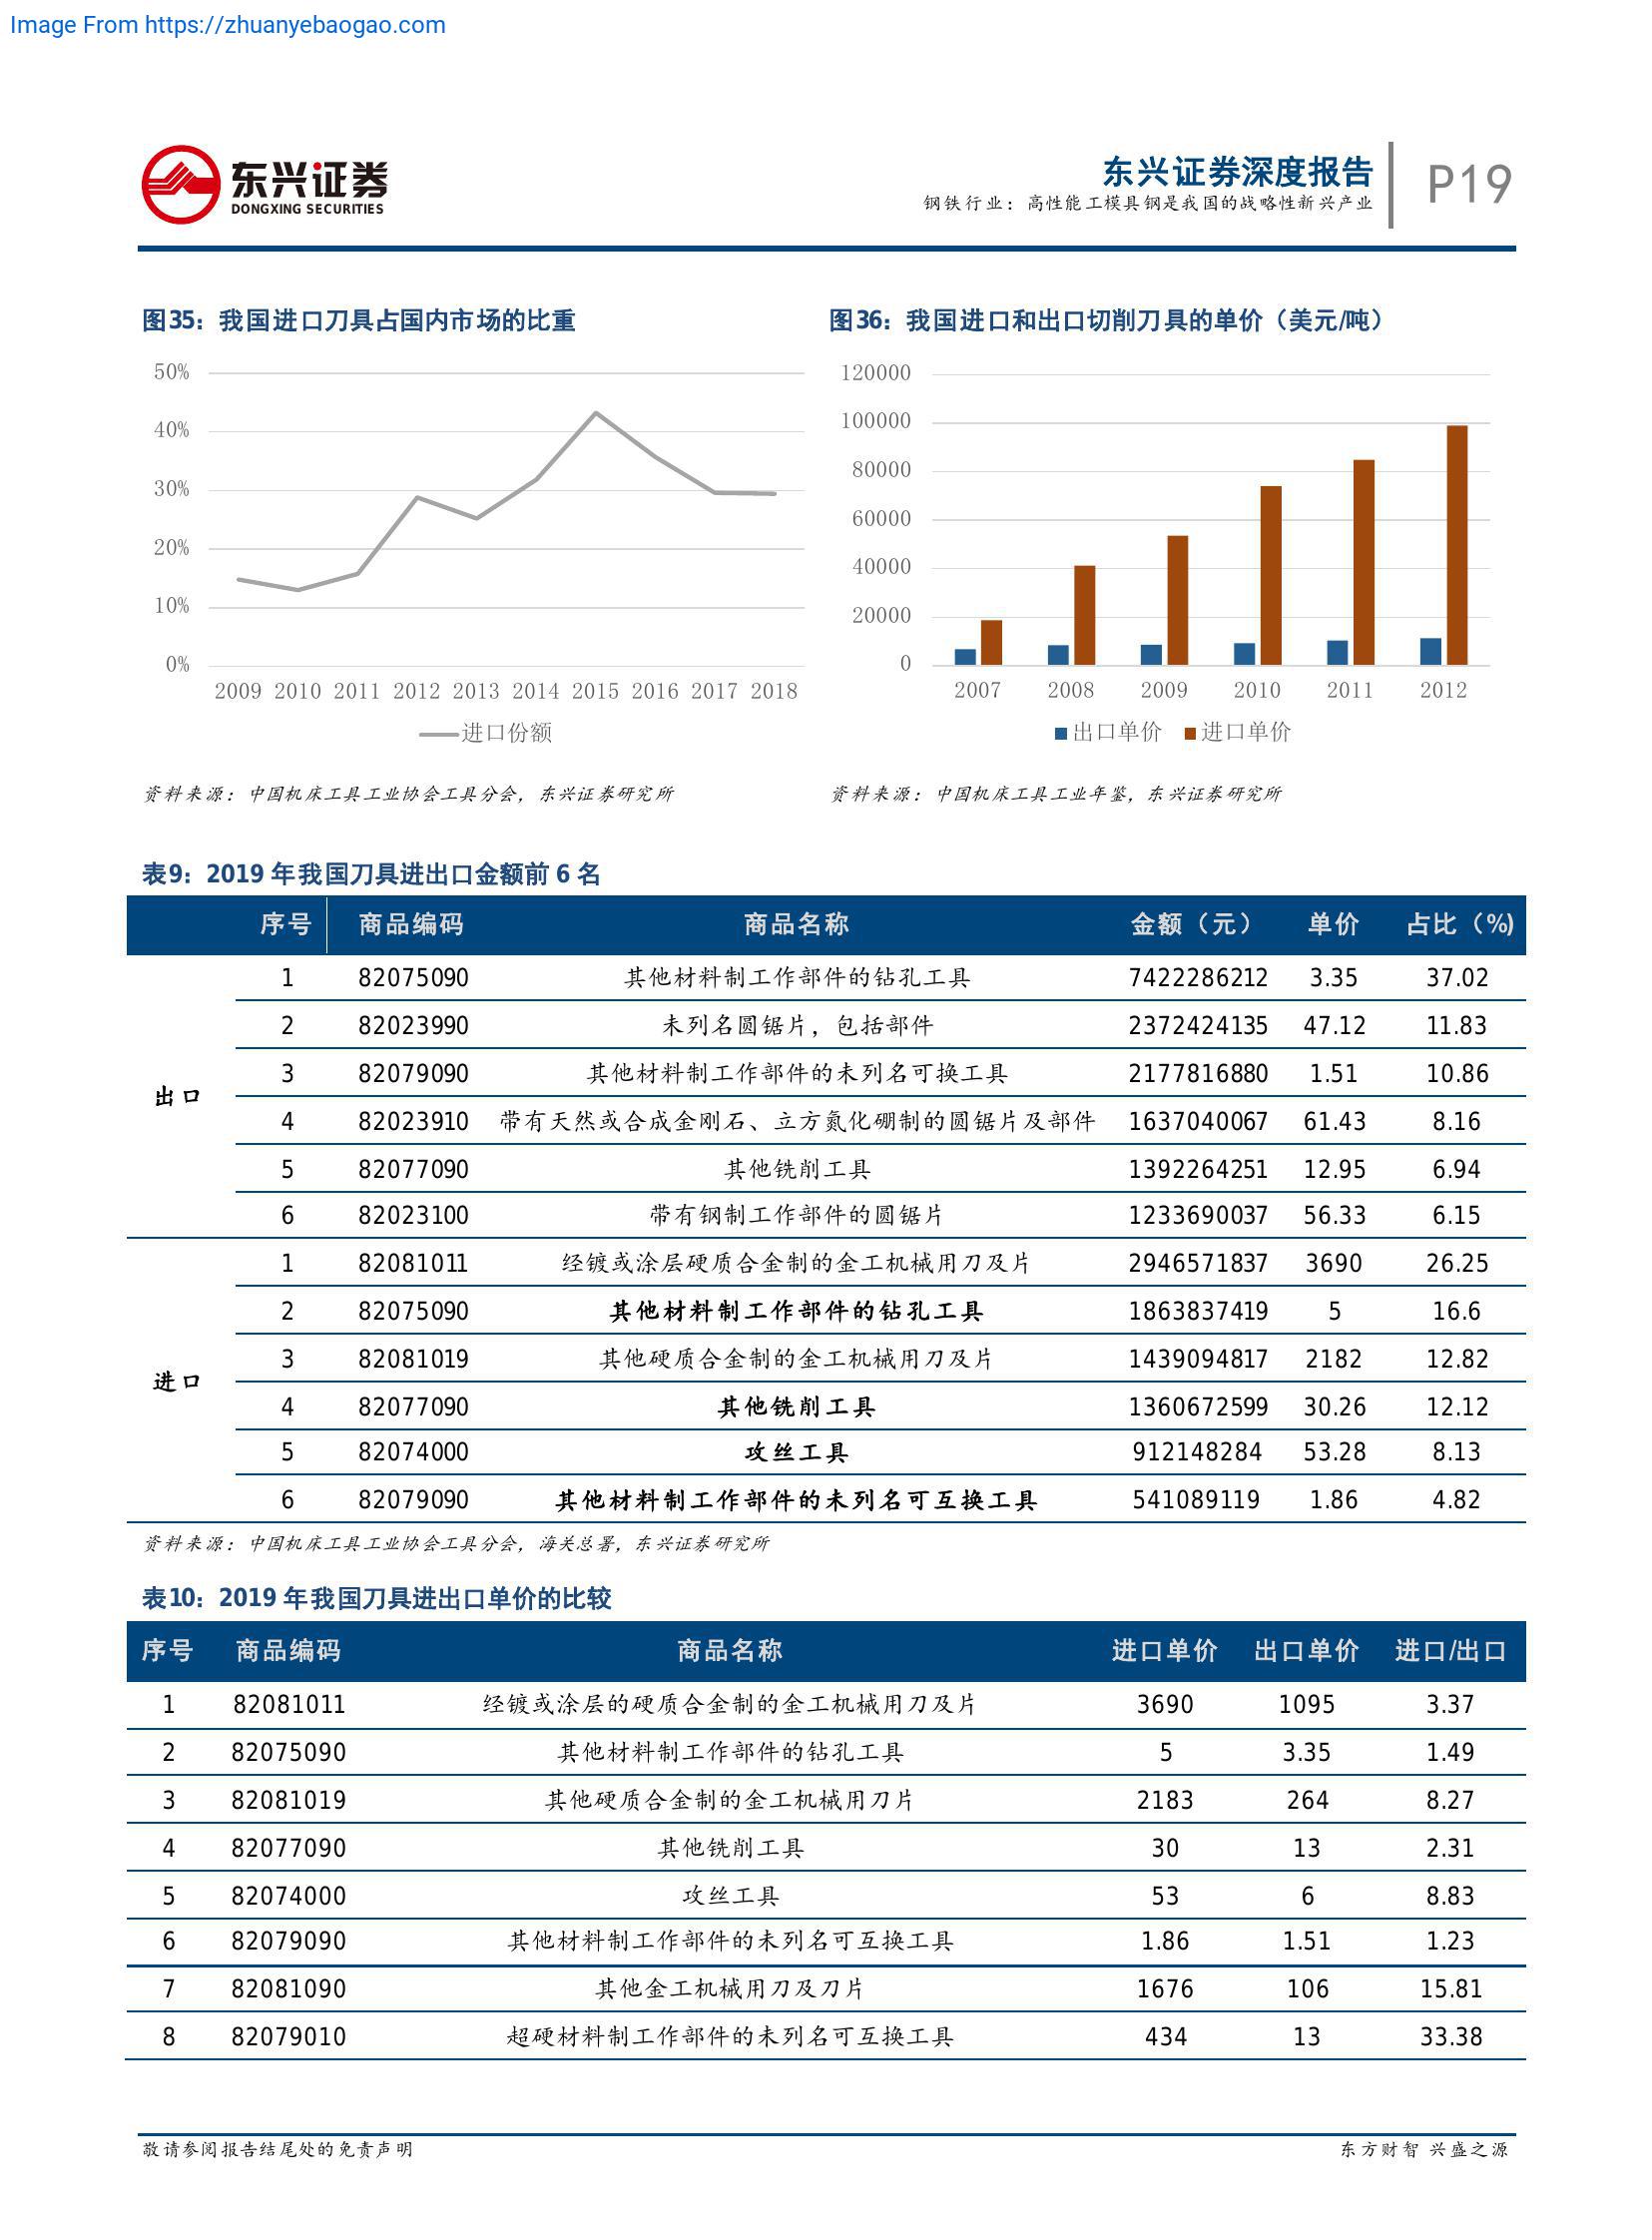 Image From https://zhuanyebaogao.com
东兴证券
DONGXING SECURITIES
东兴证券深度报告
钢铁行业：高性能工模具钢是我国的战略性新兴产业
P19
图35：我国进口刀具占国内市场的比重
50%
40%
30%
20%
10%
0%
2009 2010 2011 2012 2013 2014 2015 2016 2017 2018
进口份额
资料来源：中国机床工具工业协会工具分会，东兴证券研究所
图36：我国进口和出口切削刀具的单价（美元/吨）
120000
100000
80000
60000
40000
20000
0
2007 2008 2009 2010 2011 2012
出口单价 进口单价
资料来源：中国机床工具工业年鉴，东兴证券研究所
表9：2019 年我国刀具进出口金额前 6 名
序号 商品编码 商品名称 金额（元） 单价 占比（%)
出口
1 82075090 其他材料制工作部件的钻孔工具 7422286212 3.35 37.02
2 82023990 未列名圆锯片，包括部件 2372424135 47.12 11.83
3 82079090 其他材料制工作部件的未列名可换工具 2177816880 1.51 10.86
4 82023910 带有天然或合成金刚石、立方氮化硼制的圆锯片及部件 1637040067 61.43 8.16
5 82077090 其他铣削工具 1392264251 12.95 6.94
6 82023100 带有钢制工作部件的圆锯片 1233690037 56.33 6.15
进口
1 82081011 经镀或涂层硬质合金制的金工机械用刀及片 2946571837 3690 26.25
2 82075090 其他材料制工作部件的钻孔工具 1863837419 5 16.6
3 82081019 其他硬质合金制的金工机械用刀及片 1439094817 2182 12.82
4 82077090 其他铣削工具 1360672599 30.26 12.12
5 82074000 攻丝工具 912148284 53.28 8.13
6 82079090 其他材料制工作部件的未列名可互换工具 541089119 1.86 4.82
资料来源：中国机床工具工业协会工具分会，海关总署，东兴证券研究所
表10：2019 年我国刀具进出口单价的比较
序号 商品编码 商品名称 进口单价 出口单价 进口/出口
1 82081011 经镀或涂层的硬质合金制的金工机械用刀及片 3690 1095 3.37
2 82075090 其他材料制工作部件的钻孔工具 5 3.35 1.49
3 82081019 其他硬质合金制的金工机械用刀片 2183 264 8.27
4 82077090 其他铣削工具 30 13 2.31
5 82074000 攻丝工具 53 6 8.83
6 82079090 其他材料制工作部件的未列名可互换工具 1.86 1.51 1.23
7 82081090 其他金工机械用刀及刀片 1676 106 15.81
8 82079010 超硬材料制工作部件的未列名可互换工具 434 13 33.38
敬请参阅报告结尾处的免责声明
东方财智 兴盛之源